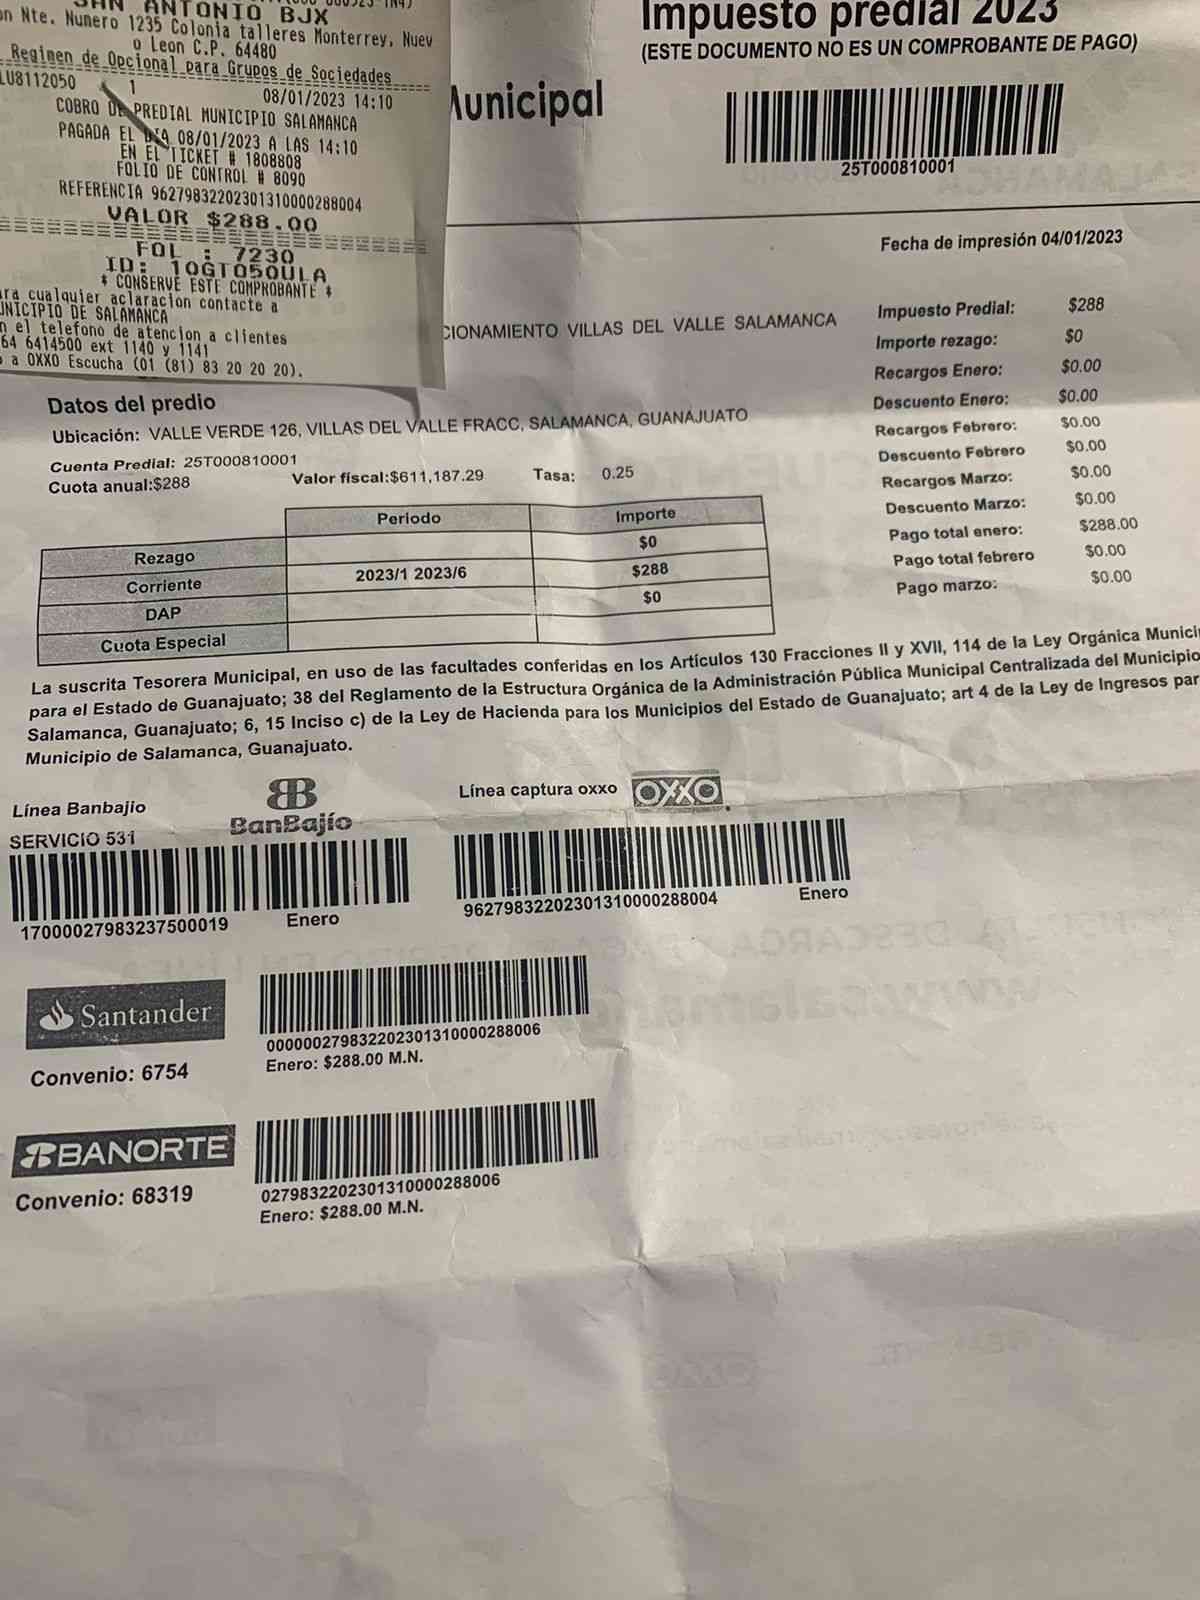 SAN ANTONIO BJX
on Nte. Numero 1235 Colonia talleres Monterrey, Nuev
o Leon C.P. 64480
Regimen de Opcional para Grupos de Sociedades
LU8112050 1 08/01/2023 14:10
COBRO DE PREDIAL MUNICIPIO SALAMANCA
PAGADA EL DIA 08/01/2023 A LAS 14:10
EN EL TICKET # 1808808
FOLIO DE CONTROL # 8090
REFERENCIA 962798322023013100002​88004
VALOR $288.00
FOL : 7230
ID: 10GTO50ULA
* CONSERVE ESTE COMPROBANTE *
ara cualquier aclaracion contacte a
UNICIPIO DE SALAMANCA
n el telefono de atencion a clientes
64 6414500 ext 1140 y 1141
o a OXXO Escucha (01 (81) 83 20 20 20).
Impuesto predial 2023
(ESTE DOCUMENTO NO ES UN COMPROBANTE DE PAGO)
Municipal
25T000810001
Fecha de impresión 04/01/2023
CIONAMIENTO VILLAS DEL VALLE SALAMANCA
Impuesto Predial: $288
Importe rezago: $0
Recargos Enero: $0.00
Descuento Enero: $0.00
Recargos Febrero: $0.00
Descuento Febrero $0.00
Recargos Marzo: $0.00
Descuento Marzo: $0.00
Pago total enero: $288.00
Pago total febrero $0.00
Pago marzo: $0.00
Datos del predio
Ubicación: VALLE VERDE 126, VILLAS DEL VALLE FRACC, SALAMANCA, GUANAJUATO
Cuenta Predial: 25T000810001
Cuota anual:$288 Valor fiscal:$611,187.29 Tasa: 0.25
Periodo Importe
Rezago $0
Corriente 2023/1 2023/6 $288
DAP $0
Cuota Especial
La suscrita Tesorera Municipal, en uso de las facultades conferidas en los Artículos 130 Fracciones II y XVII, 114 de la Ley Orgánica Munici
para el Estado de Guanajuato; 38 del Reglamento de la Estructura Orgánica de la Administración Pública Municipal Centralizada del Municipio
Salamanca, Guanajuato; 6, 15 Inciso c) de la Ley de Hacienda para los Municipios del Estado de Guanajuato; art 4 de la Ley de Ingresos par
Municipio de Salamanca, Guanajuato.
Línea Banbajio BanBajío Línea captura oxxo OXXO
SERVICIO 531
17000027983237500019 Enero
96279832202301310000288004 Enero
Santander
Convenio: 6754
000000279832202301310000288006
Enero: $288.00 M.N.
BANORTE
Convenio: 68319
0279832202301310000288006
Enero: $288.00 M.N.